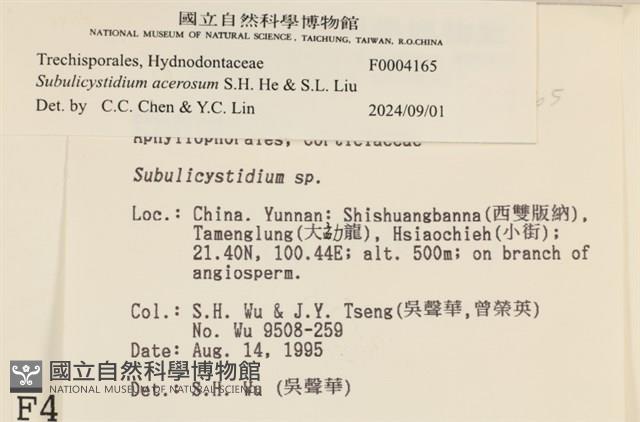 國立自然科學博物館
NATIONAL MUSEUM OF NATURAL SCIENCE, TAICHUNG, TAIWAN, R.O.CHINA
Trechisporales, Hydnodontaceae F0004165
Subulicystidium acerosum S.H. He & S.L. Liu
Det. by C.C. Chen & Y.C. Lin 2024/09/01
Aphyllophorales, Corticiaceae
Subulicystidium sp.
Loc.: China. Yunnan: Shishuangbanna(西雙版納),
Tamenglung(大勐龍), Hsiaochieh(小街);
21.40N, 100.44E; alt. 500m; on branch of
angiosperm.
Col.: S.H. Wu & J.Y. Tseng(吳聲華,曾榮英)
No. Wu 9508-259
Date: Aug. 14, 1995
Det.: S.H. Wu (吳聲華)
國立自然科學博物館
NATIONAL MUSEUM OF NATURAL SCIENCE
F4